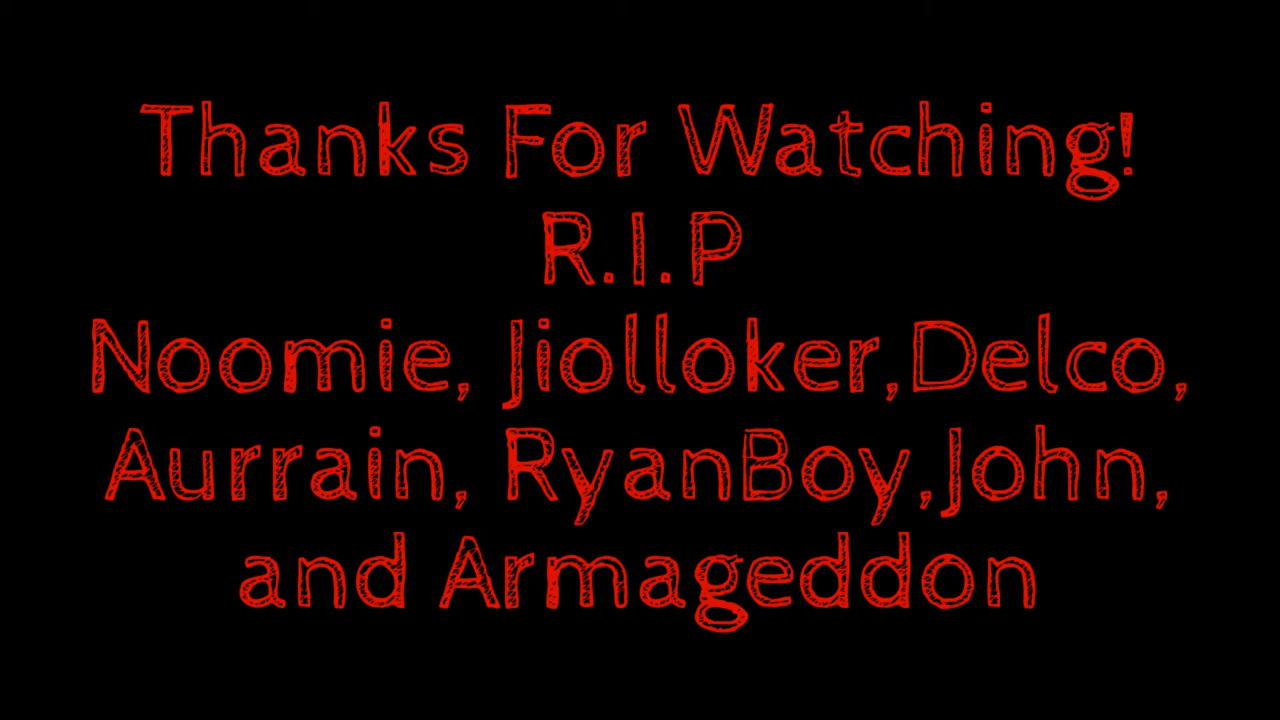 Thanks For Watching!
R.I.P
Noomie, Jiolloker,Delco,
Aurrain, RyanBoy,John,
and Armageddon